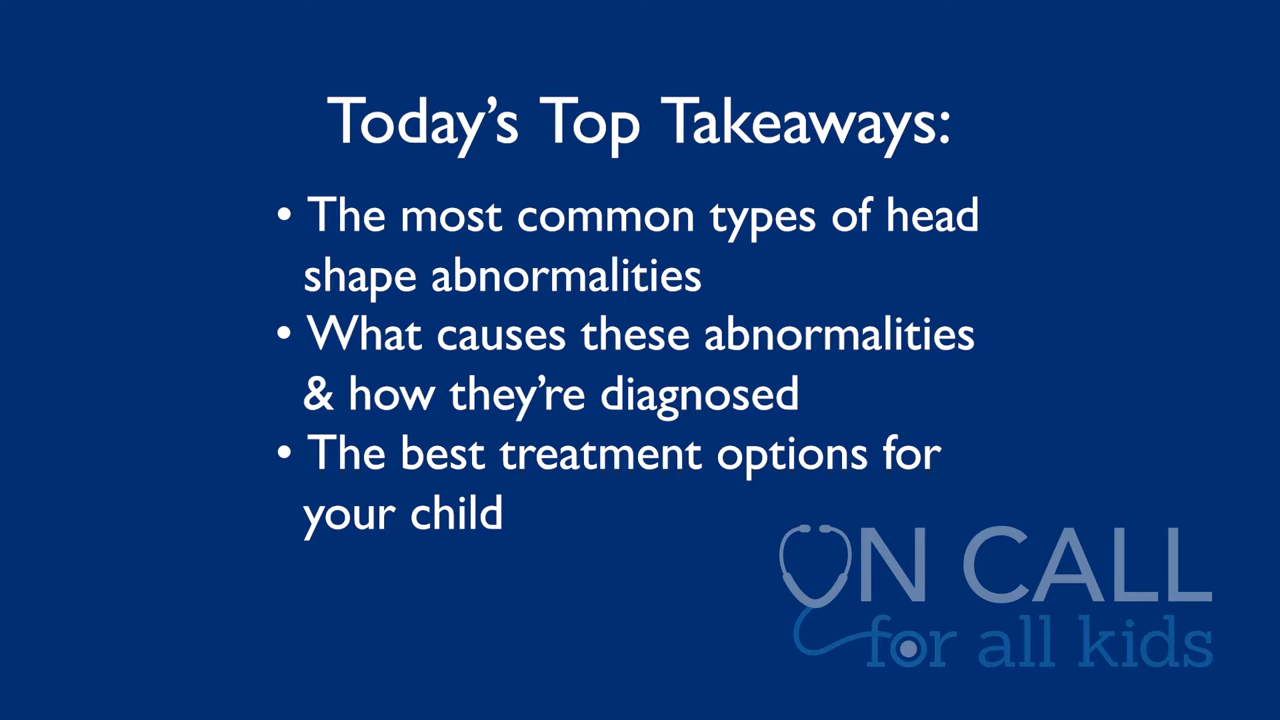 Today's Top Takeaways:
• The most common types of head
shape abnormalities
• What causes these abnormalities
& how they're diagnosed
• The best treatment options for
your child
ON CALL
for all kids